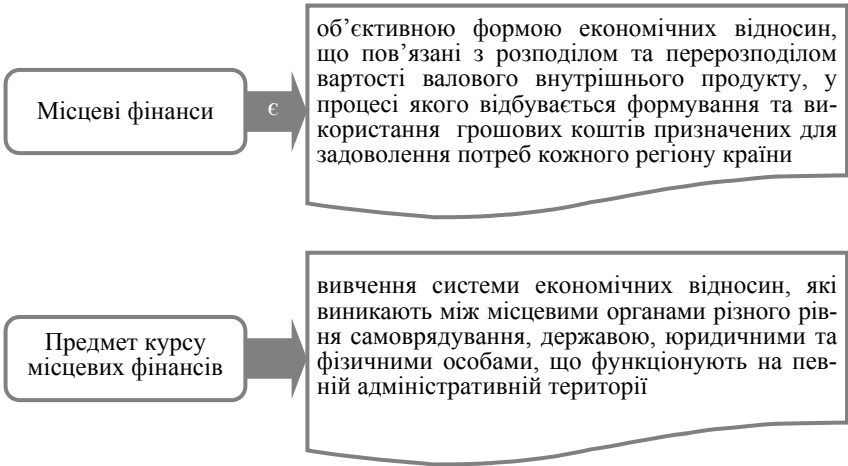 Місцеві фінанси
є
об’єктивною формою економічних відносин,
що пов’язані з розподілом та перерозподілом
вартості валового внутрішнього продукту, у
процесі якого відбувається формування та ви-
користання грошових коштів призначених для
задоволення потреб кожного регіону країни
Предмет курсу
місцевих фінансів
вивчення системи економічних відносин, які
виникають між місцевими органами різного рів-
ня самоврядування, державою, юридичними та
фізичними особами, що функціонують на пев-
ній адміністративній території